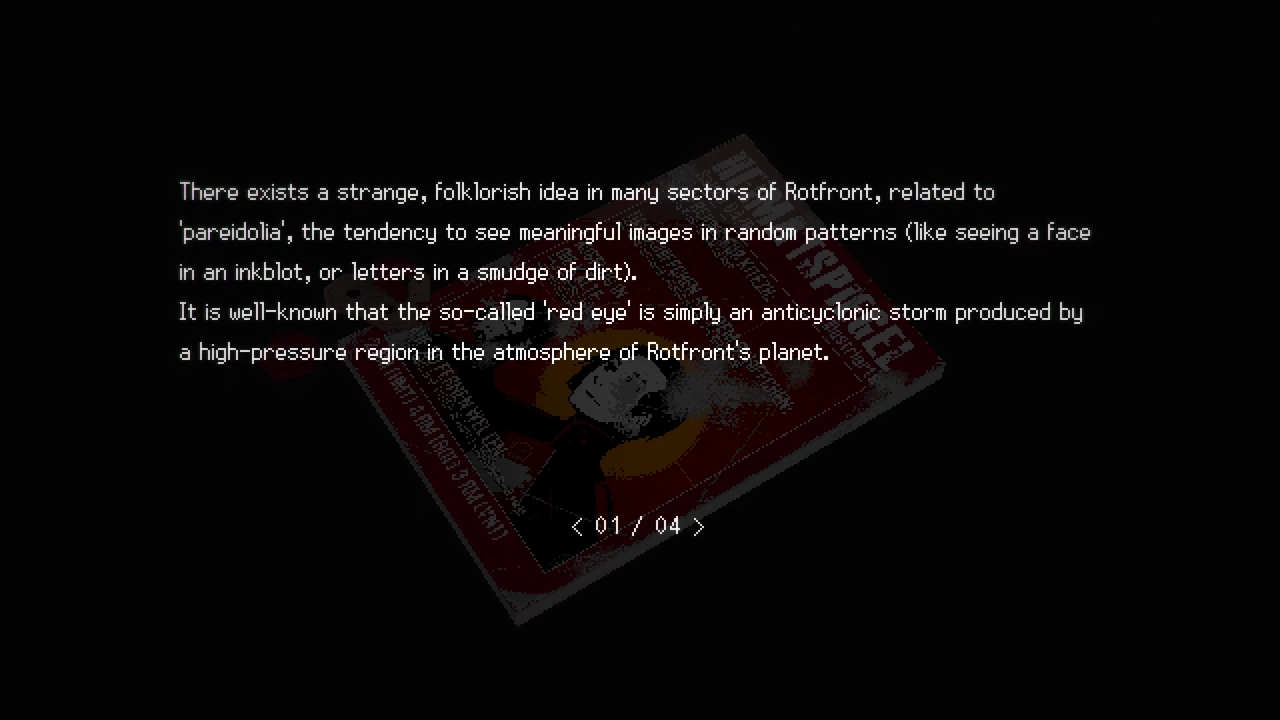 There exists a strange, folklorish idea in many sectors of Rotfront, related to
'pareidolia', the tendency to see meaningful images in random patterns (like seeing a face
in an inkblot, or letters in a smudge of dirt).
It is well-known that the so-called 'red eye' is simply an anticyclonic storm produced by
a high-pressure region in the atmosphere of Rotfront's planet.
< 01 / 04 >